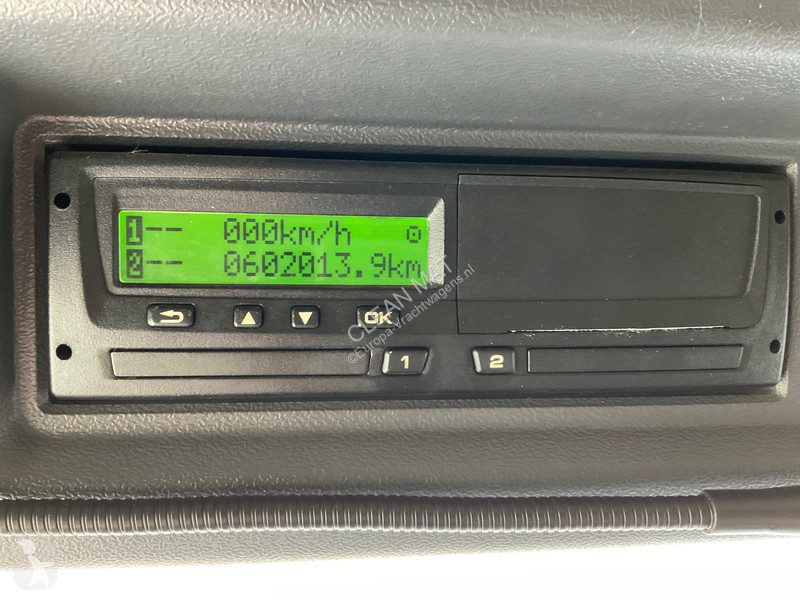 1-- 000km/h
2-- 0602013.9km
OK
1
2
CLEAN MAT
©Europa-Vrachtwagens.nl